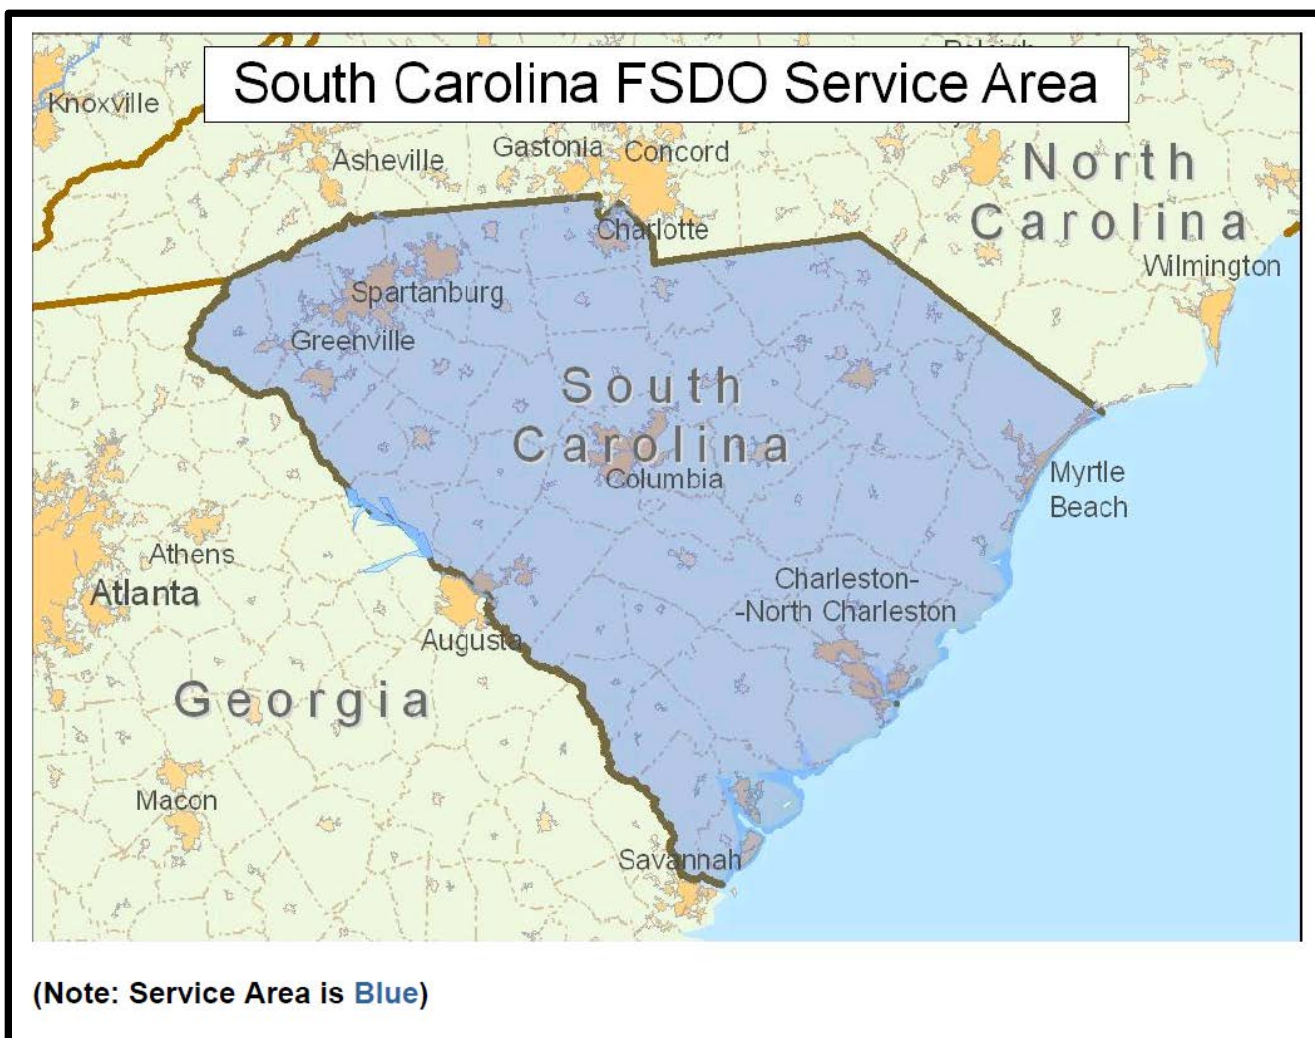 South Carolina FSDO Service Area
Knoxville
Asheville
Gastonia
Concord
North
Carolina
Charlotte
Wilmington
Spartanburg
Greenville
South
Carolina
Columbia
Myrtle
Beach
Athens
Atlanta
Charleston-
-North Charleston
Augusta
Georgia
Macon
Savannah
(Note: Service Area is Blue)